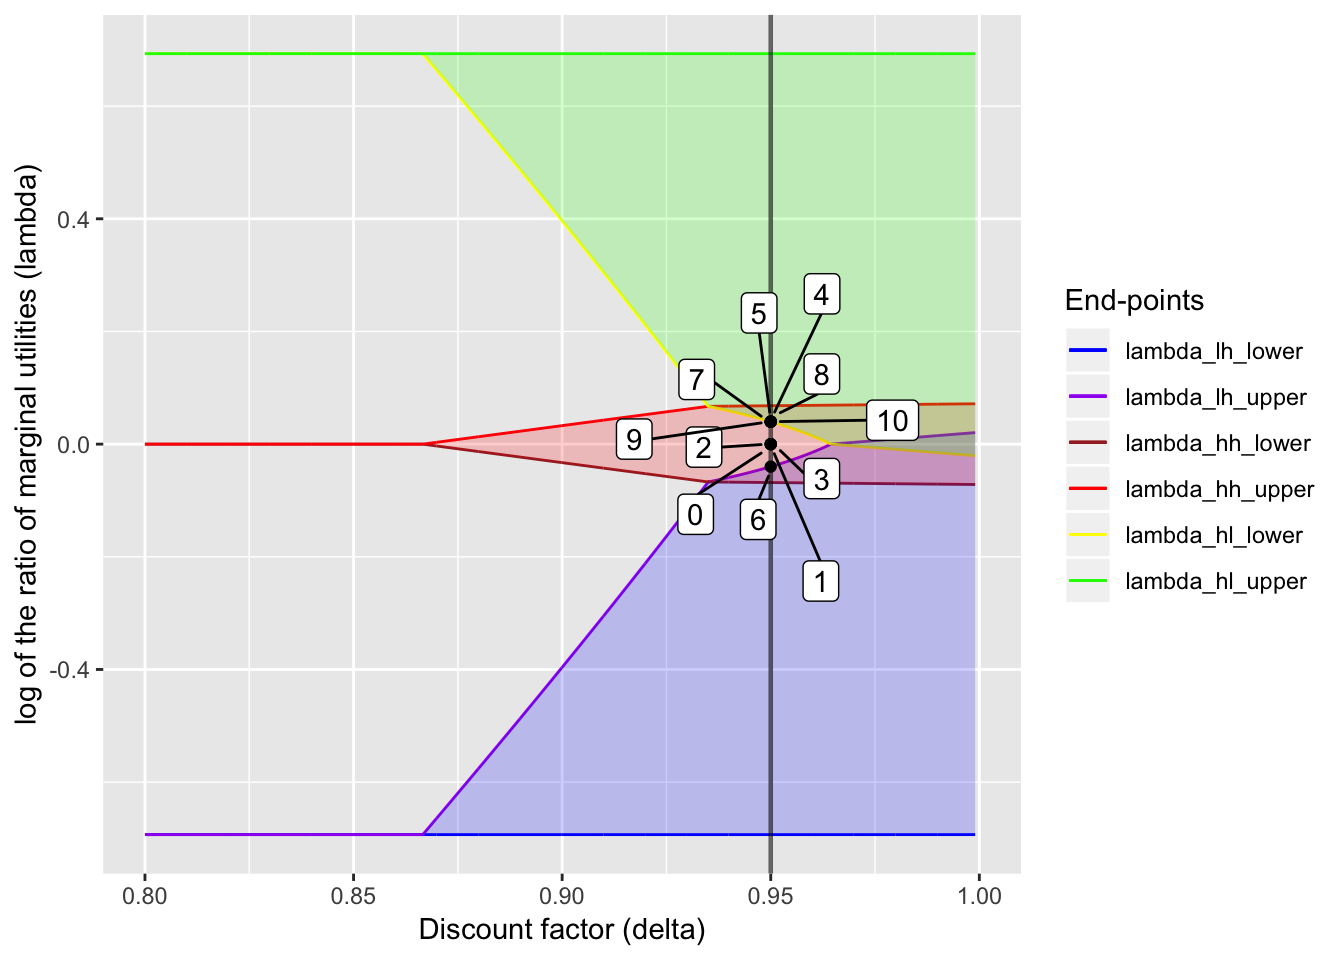 log of the ratio of marginal utilities (lambda)
0.4
0.0
-0.4
5
4
7
8
10
9
2
3
0
6
1
0.80
0.85
0.90
0.95
1.00
Discount factor (delta)
End-points
lambda_lh_lower
lambda_lh_upper
lambda_hh_lower
lambda_hh_upper
lambda_hl_lower
lambda_hl_upper